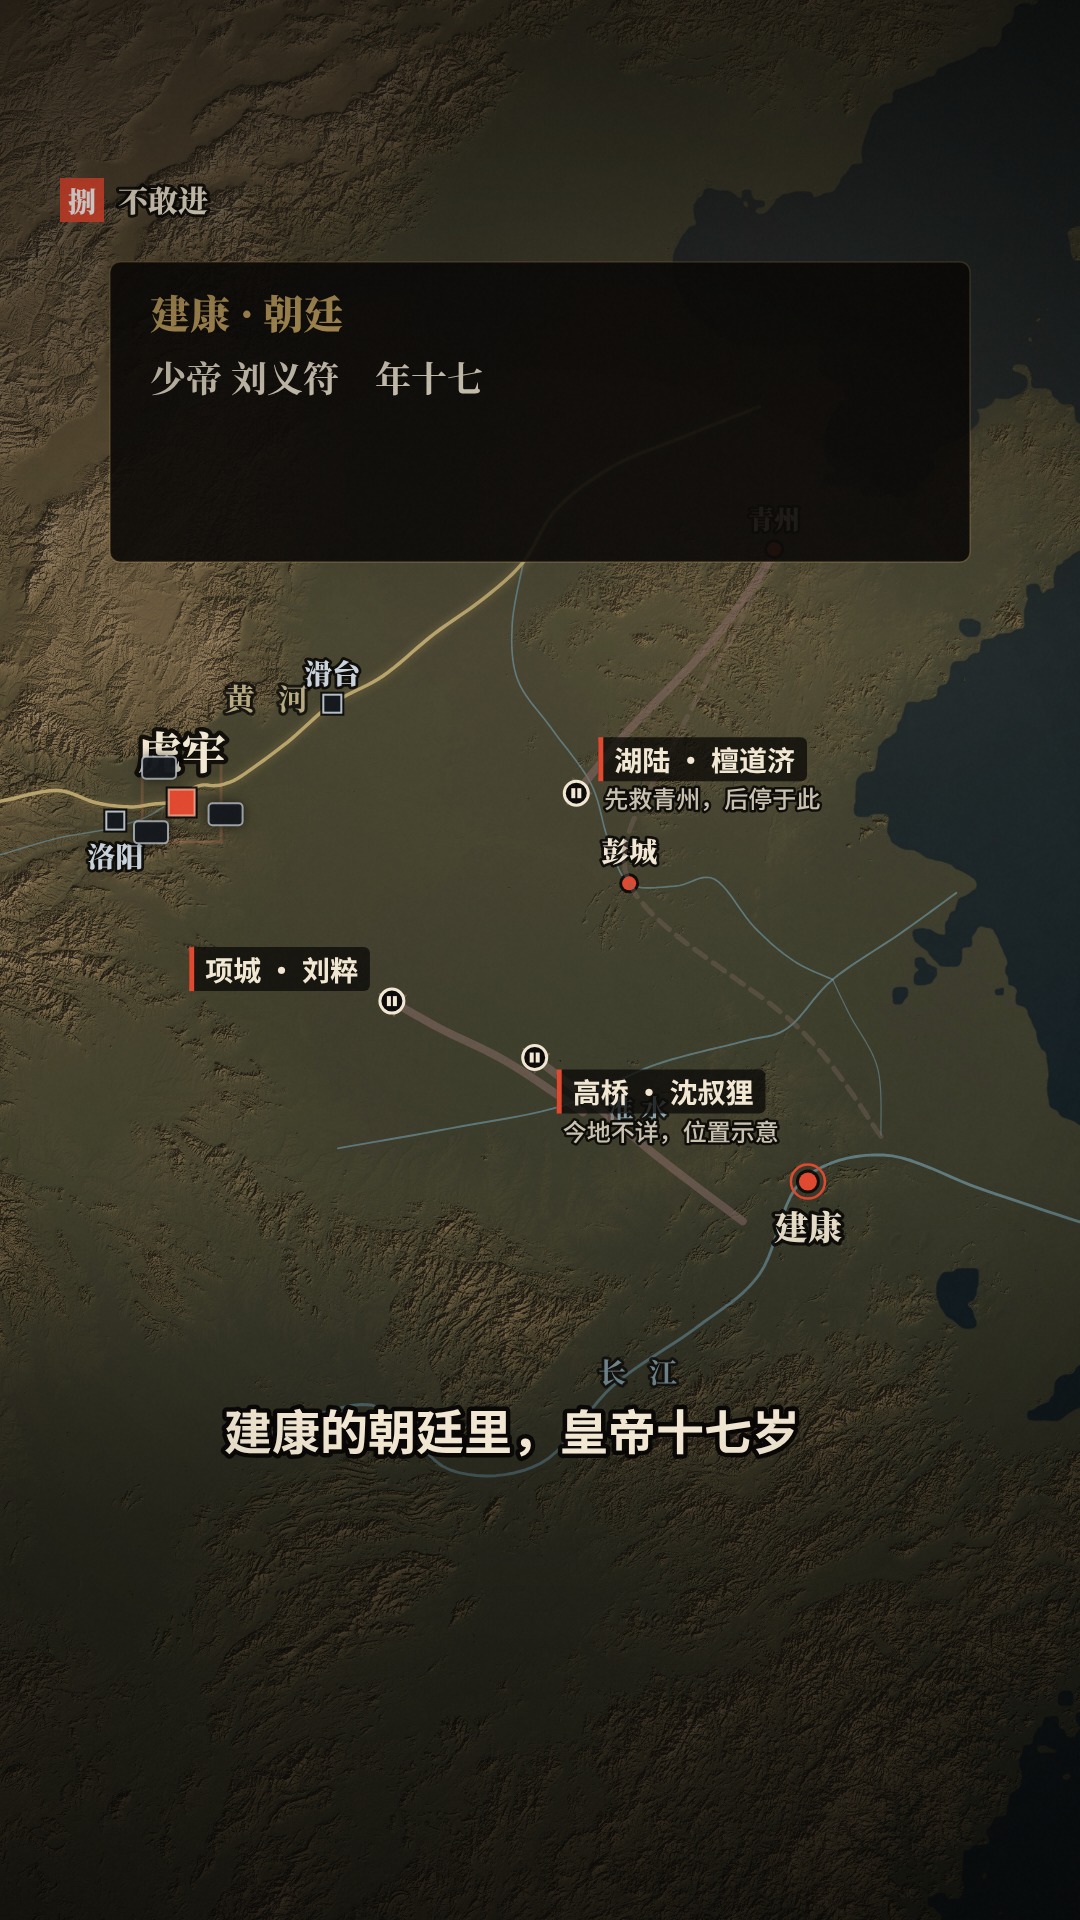 捌 不敢进
建康·朝廷
少帝 刘义符 年十七
青州
滑台
黄河
虎牢
洛阳
湖陆·檀道济
先救青州，后停于此
彭城
项城·刘粹
高桥·沈叔狸
淮水
今地不详，位置示意
建康
长江
建康的朝廷里，皇帝十七岁